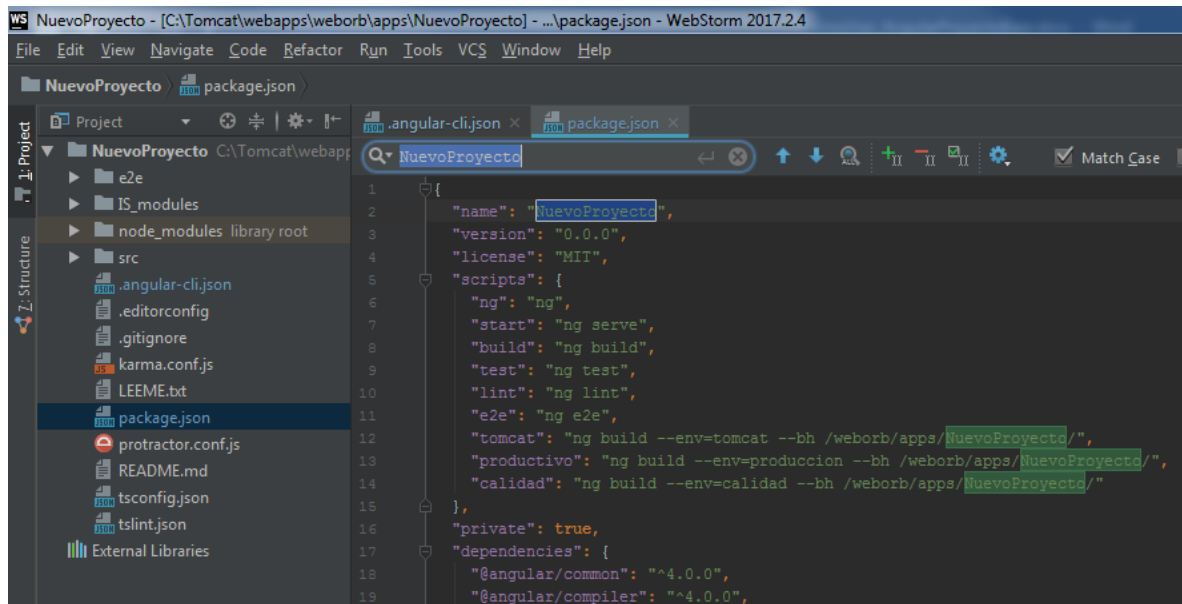 WS NuevoProyecto - [C:\Tomcat\webapps\weborb\apps\NuevoProyecto] - ...\package.json - WebStorm 2017.2.4
File Edit View Navigate Code Refactor Run Tools VCS Window Help
NuevoProyecto package.json
1: Project
7: Structure
Project
NuevoProyecto C:\Tomcat\webapp
e2e
IS_modules
node_modules library root
src
.angular-cli.json
.editorconfig
.gitignore
karma.conf.js
LEEME.txt
package.json
protractor.conf.js
README.md
tsconfig.json
tslint.json
External Libraries
.angular-cli.json package.json
NuevoProyecto Match Case
1 {
2 "name": "NuevoProyecto",
3 "version": "0.0.0",
4 "license": "MIT",
5 "scripts": {
6 "ng": "ng",
7 "start": "ng serve",
8 "build": "ng build",
9 "test": "ng test",
10 "lint": "ng lint",
11 "e2e": "ng e2e",
12 "tomcat": "ng build --env=tomcat --bh /weborb/apps/NuevoProyecto/",
13 "productivo": "ng build --env=produccion --bh /weborb/apps/NuevoProyecto/",
14 "calidad": "ng build --env=calidad --bh /weborb/apps/NuevoProyecto/"
15 },
16 "private": true,
17 "dependencies": {
18 "@angular/common": "^4.0.0",
19 "@angular/compiler": "^4.0.0",